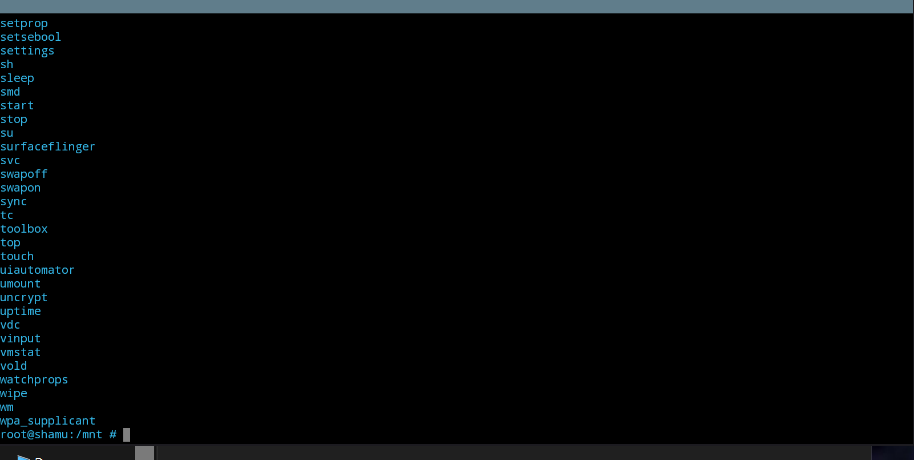 setprop
setsebool
settings
sh
sleep
smd
start
stop
su
surfaceflinger
svc
swapoff
swapon
sync
tc
toolbox
top
touch
uiautomator
umount
uncrypt
uptime
vdc
vinput
vmstat
vold
watchprops
wipe
wm
wpa_supplicant
root@shamu:/mnt #